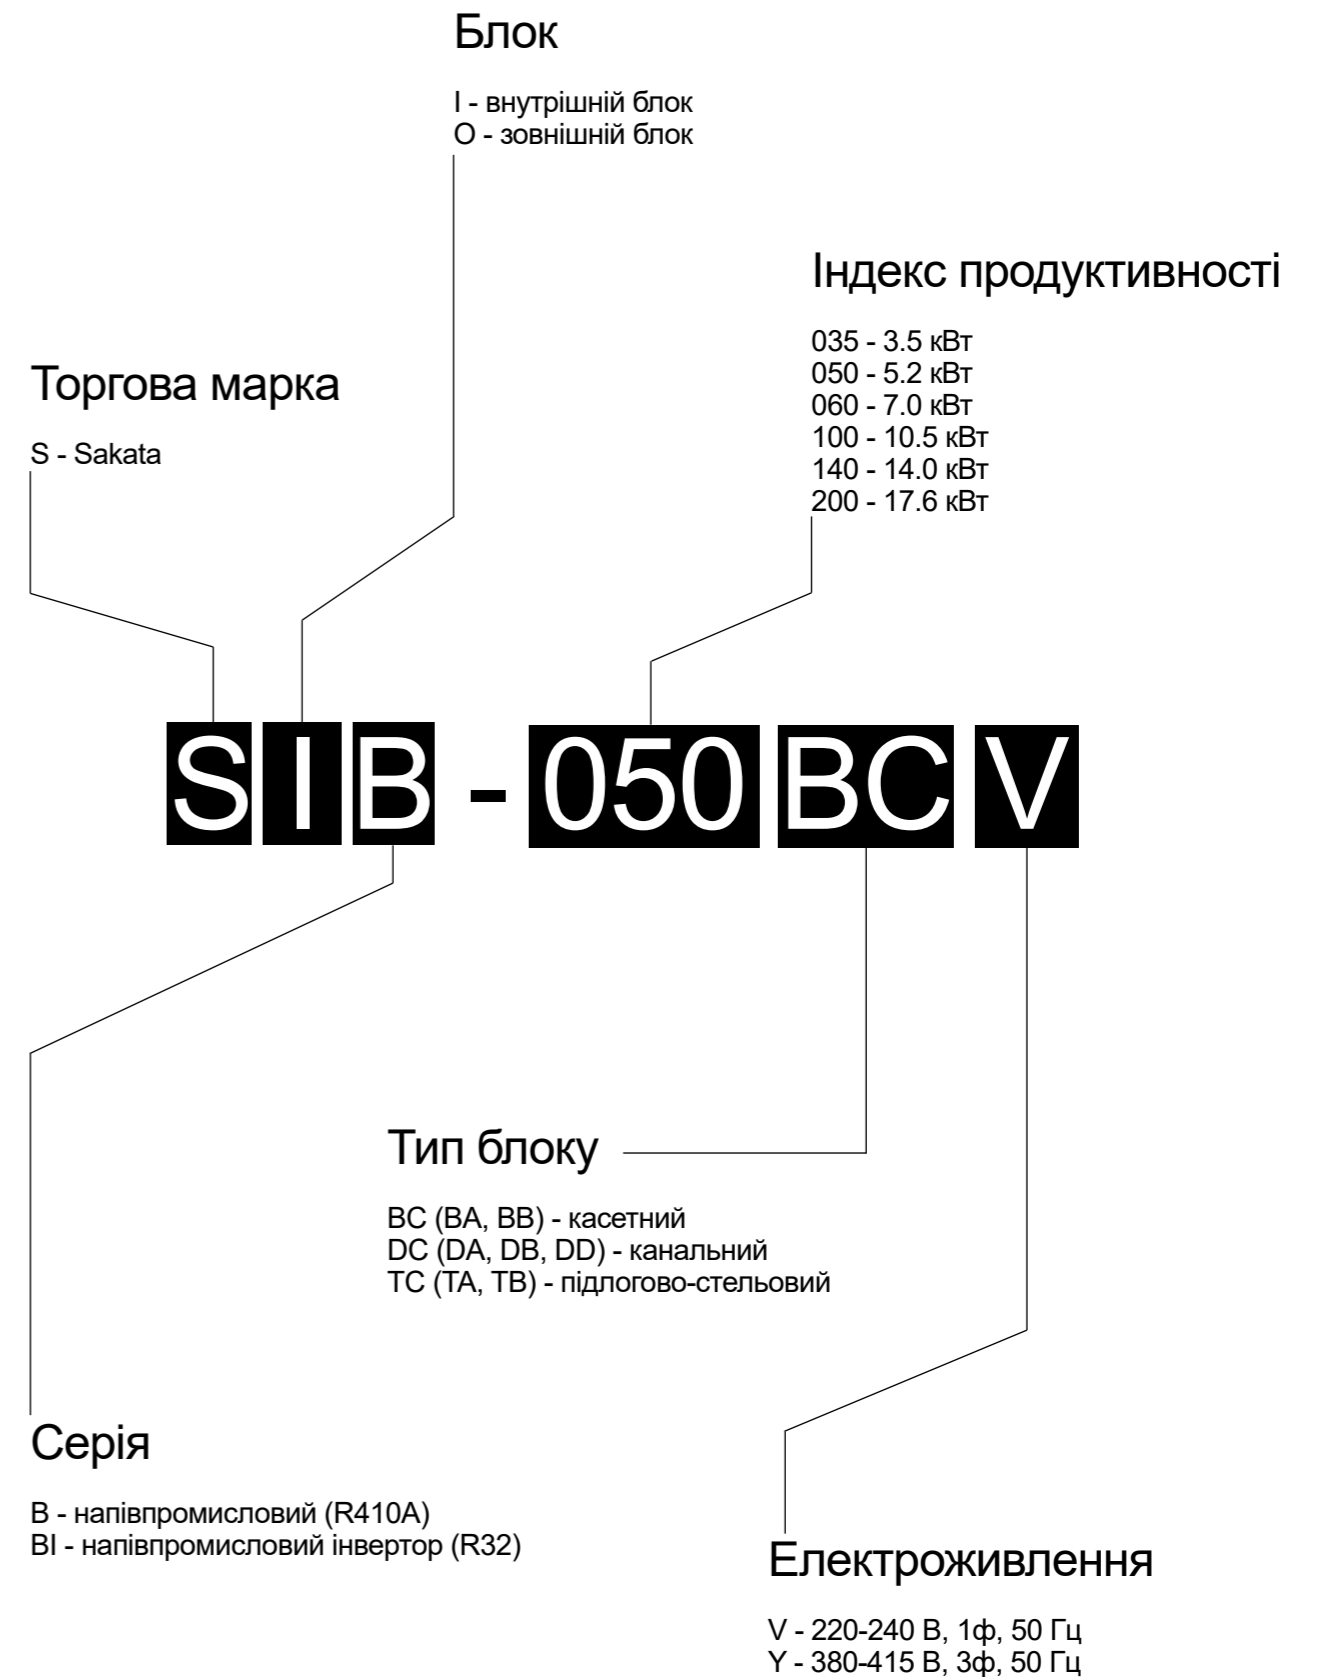 Блок
I - внутрішній блок
O - зовнішній блок
Індекс продуктивності
035 - 3.5 кВт
050 - 5.2 кВт
060 - 7.0 кВт
100 - 10.5 кВт
140 - 14.0 кВт
200 - 17.6 кВт
Торгова марка
S - Sakata
SIB - 050 BC V
Тип блоку
BC (BA, BB) - касетний
DC (DA, DB, DD) - канальний
TC (TA, TB) - підлогово-стельовий
Серія
B - напівпромисловий (R410A)
BI - напівпромисловий інвертор (R32)
Електроживлення
V - 220-240 В, 1ф, 50 Гц
Y - 380-415 В, 3ф, 50 Гц